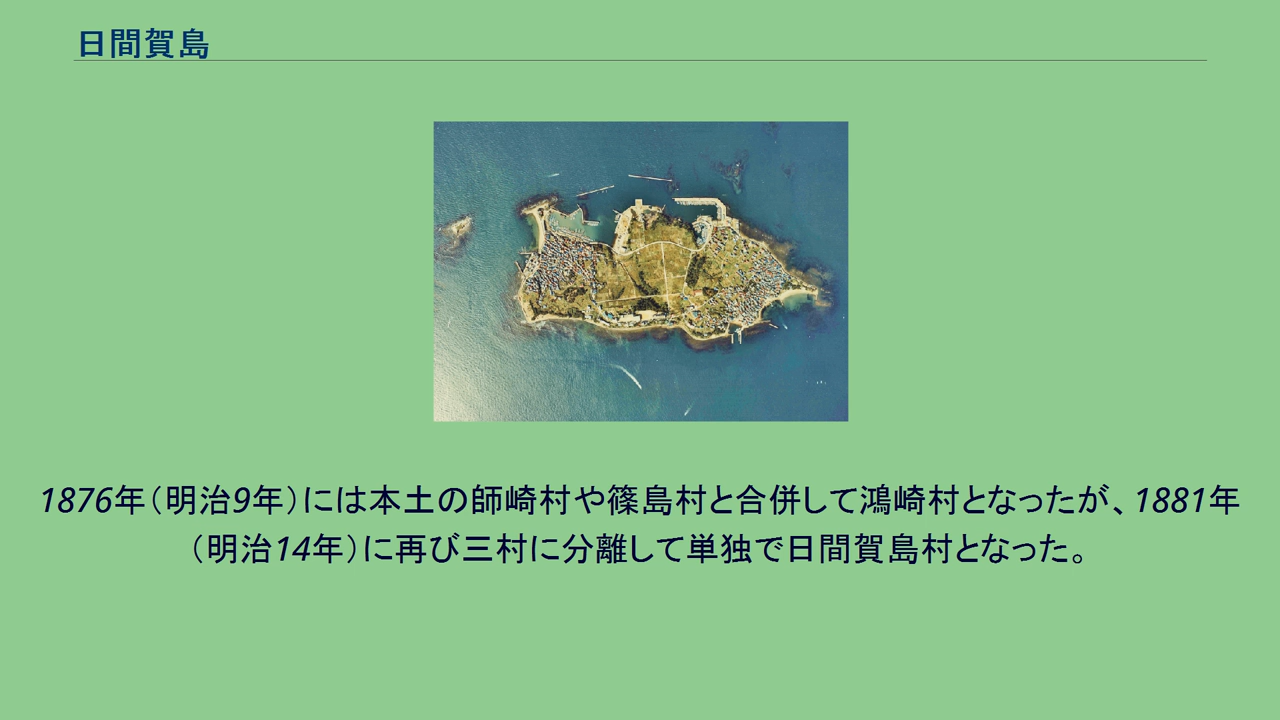 日間賀島
1876年（明治9年）には本土の師崎村や篠島村と合併して鴻崎村となったが、1881年
（明治14年）に再び三村に分離して単独で日間賀島村となった。